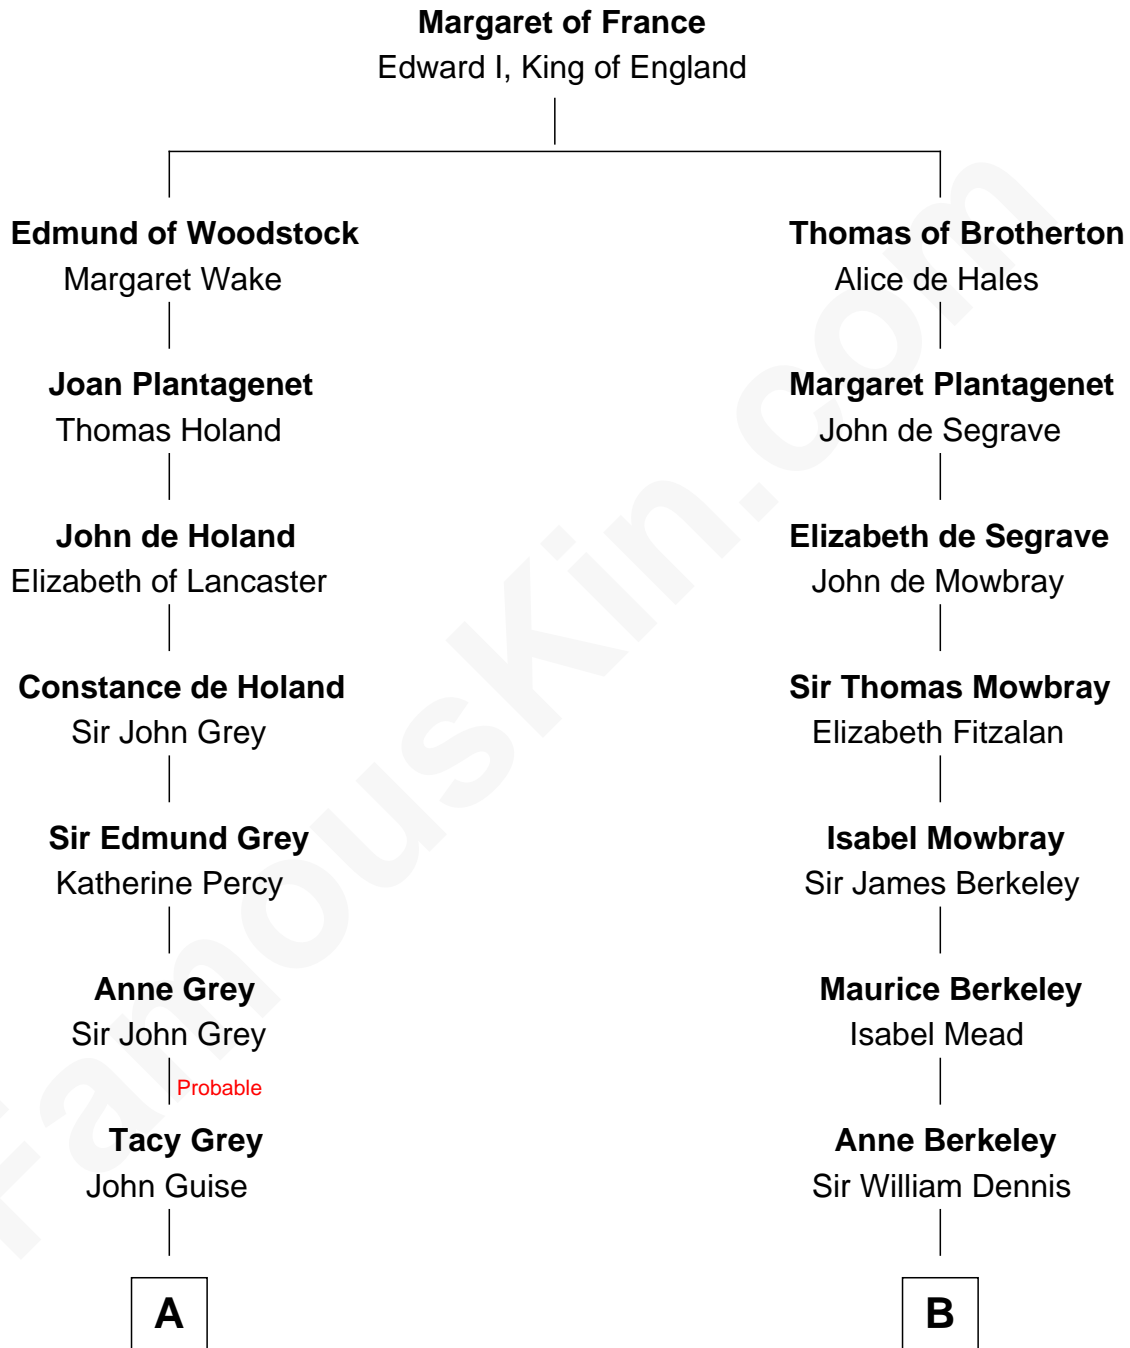 Margaret of France
Edward I, King of England
Edmund of Woodstock
Margaret Wake
Thomas of Brotherton
Alice de Hales
Joan Plantagenet
Thomas Holand
Margaret Plantagenet
John de Segrave
John de Holand
Elizabeth of Lancaster
Elizabeth de Segrave
John de Mowbray
Constance de Holand
Sir John Grey
Sir Thomas Mowbray
Elizabeth Fitzalan
Sir Edmund Grey
Katherine Percy
Isabel Mowbray
Sir James Berkeley
Anne Grey
Sir John Grey
Maurice Berkeley
Isabel Mead
Probable
Tacy Grey
John Guise
Anne Berkeley
Sir William Dennis
A
B
FamousKin.com